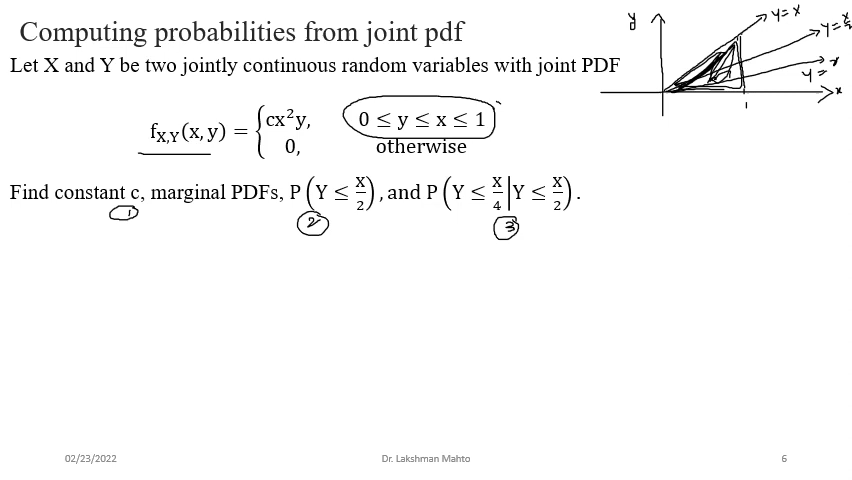 Computing probabilities from joint pdf
Let X and Y be two jointly continuous random variables with joint PDF
f_{X,Y}(x, y) = { cx²y, 0 ≤ y ≤ x ≤ 1
0, otherwise
Find constant c, marginal PDFs, P(Y ≤ x/2), and P(Y ≤ x/4 | Y ≤ x/2).
1 2 3
y y=x
y=x/2
y= x
x
1
02/23/2022 Dr. Lakshman Mahto 6